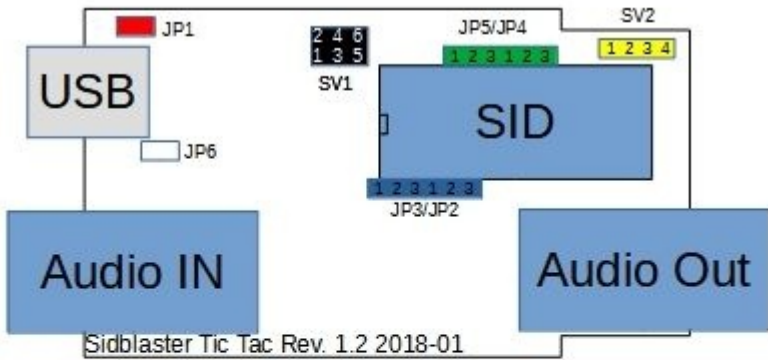 JP1
2 4 6
1 3 5
SV1
JP5/JP4
1 2 3 1 2 3
SV2
1 2 3 4
USB
SID
JP6
1 2 3 1 2 3
JP3/JP2
Audio IN
Audio Out
Sidblaster Tic Tac Rev. 1.2 2018-01